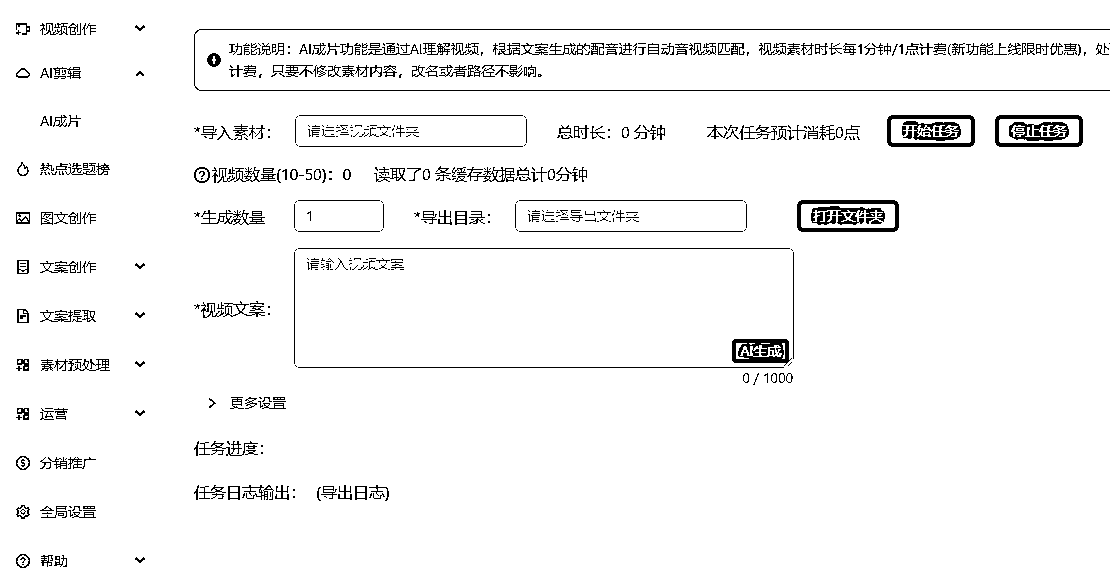 视频创作
AI剪辑
AI成片
热点选题榜
图文创作
文案创作
文案提取
素材预处理
运营
分销推广
全局设置
帮助
功能说明：AI成片功能是通过AI理解视频，根据文案生成的配音进行自动音视频匹配，视频素材时长每1分钟/1点计费(新功能上线限时优惠)，处
计费，只要不修改素材内容，改名或者路径不影响。
*导入素材： 请选择视频文件夹 总时长：0 分钟 本次任务预计消耗0点 开始任务 停止任务
视频数量(10-50)：0 读取了0 条缓存数据总计0分钟
*生成数量 1 *导出目录： 请选择导出文件夹 打开文件夹
*视频文案： 请输入视频文案
AI生成
0 / 1000
更多设置
任务进度：
任务日志输出： (导出日志)